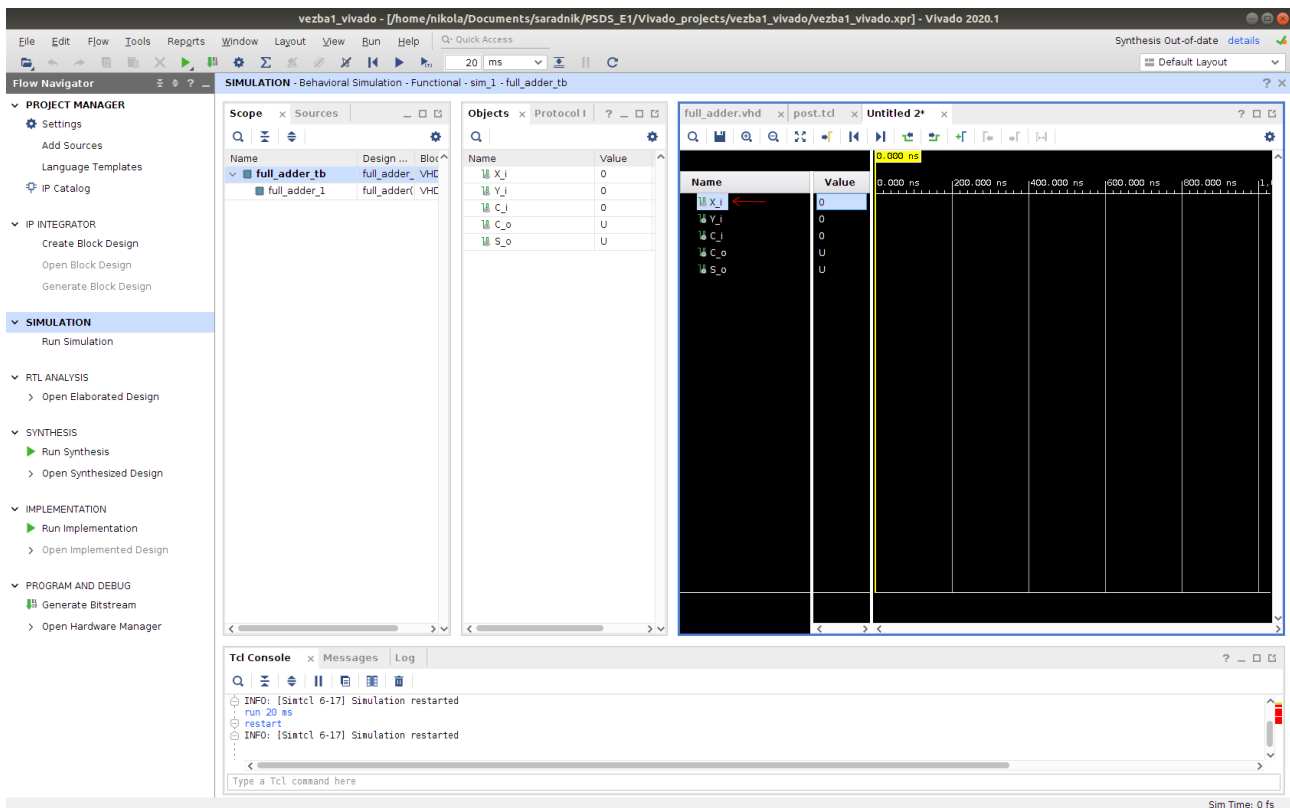 vezba1_vivado - [/home/nikola/Documents/saradnik/PSDS_E1/Vivado_projects/vezba1_vivado/vezba1_vivado.xpr] - Vivado 2020.1
File Edit Flow Tools Reports Window Layout View Run Help Quick Access Synthesis Out-of-date details
20 ms Default Layout
Flow Navigator
PROJECT MANAGER
Settings
Add Sources
Language Templates
IP Catalog
IP INTEGRATOR
Create Block Design
Open Block Design
Generate Block Design
SIMULATION
Run Simulation
RTL ANALYSIS
Open Elaborated Design
SYNTHESIS
Run Synthesis
Open Synthesized Design
IMPLEMENTATION
Run Implementation
Open Implemented Design
PROGRAM AND DEBUG
Generate Bitstream
Open Hardware Manager
SIMULATION - Behavioral Simulation - Functional - sim_1 - full_adder_tb
Scope Sources
Name Design ... Bloc
full_adder_tb full_adder_ VHD
full_adder_1 full_adder( VHD
Objects Protocol I
Name Value
X_i 0
Y_i 0
C_i 0
C_o U
S_o U
full_adder.vhd post.tcl Untitled 2*
0.000 ns
Name Value 0.000 ns 200.000 ns 400.000 ns 600.000 ns 800.000 ns 1,
X_i 0
Y_i 0
C_i 0
C_o U
S_o U
Tcl Console Messages Log
INFO: [Simtcl 6-17] Simulation restarted
run 20 ms
restart
INFO: [Simtcl 6-17] Simulation restarted
Type a Tcl command here
Sim Time: 0 fs